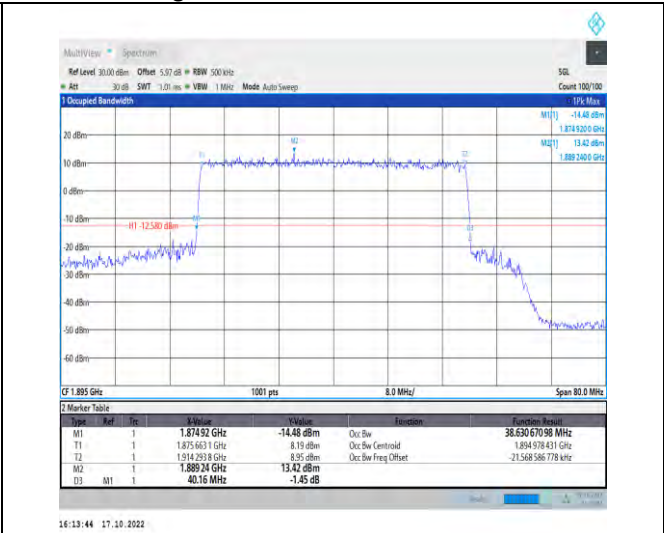 MultiView Spectrum
Ref Level 30.00 dBm Offset 5.97 dB RBW 500 kHz SGL
Att 30 dB SWT 1.01 ms VBW 1 MHz Mode Auto Sweep Count 100/100
1 Occupied Bandwidth 1Pk Max
M1[1] -14.48 dBm
1.874 920 0 GHz
M2[1] 13.42 dBm
1.889 240 0 GHz
20 dBm
M2
10 dBm
0 dBm
-10 dBm
H1 -12.580 dBm
-20 dBm
-30 dBm
-40 dBm
-50 dBm
-60 dBm
CF 1.895 GHz 1001 pts 8.0 MHz/ Span 80.0 MHz
2 Marker Table
Type Ref Trc X-Value Y-Value Function Function Result
M1 1 1.874 92 GHz -14.48 dBm Occ Bw 38.630 670 98 MHz
T1 1 1.875 663 1 GHz 8.19 dBm Occ Bw Centroid 1.894 978 431 GHz
T2 1 1.914 293 8 GHz 8.95 dBm Occ Bw Freq Offset -21.568 586 778 kHz
M2 1 1.889 24 GHz 13.42 dBm
D3 M1 1 40.16 MHz -1.45 dB
16:13:44 17.10.2022